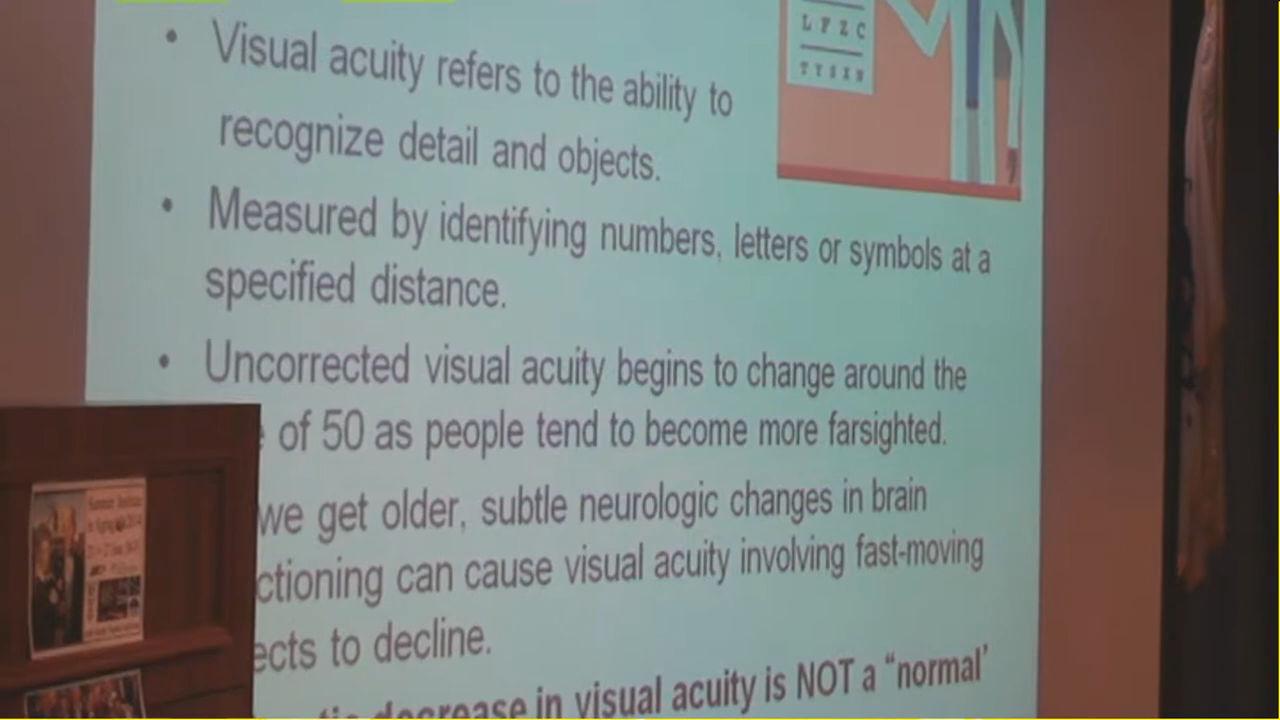 L F Z C
T Y S X N
• Visual acuity refers to the ability to
recognize detail and objects.
• Measured by identifying numbers, letters or symbols at a
specified distance.
• Uncorrected visual acuity begins to change around the
of 50 as people tend to become more farsighted.
we get older, subtle neurologic changes in brain
ctioning can cause visual acuity involving fast-moving
ects to decline.
decrease in visual acuity is NOT a “normal’